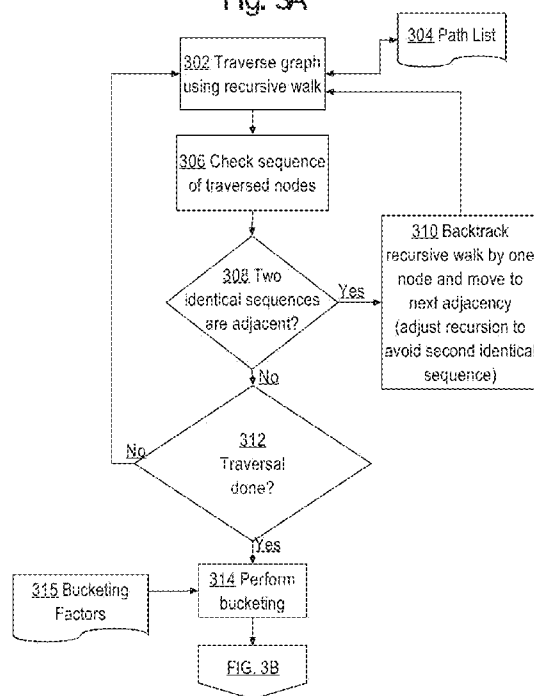 Fig. 3A
304 Path List
302 Traverse graph
using recursive walk
306 Check sequence
of traversed nodes
308 Two
identical sequences
are adjacent?
Yes
310 Backtrack
recursive walk by one
node and move to
next adjacency
(adjust recursion to
avoid second identical
sequence)
No
312
Traversal
done?
No
Yes
314 Perform
bucketing
315 Bucketing
Factors
FIG. 3B